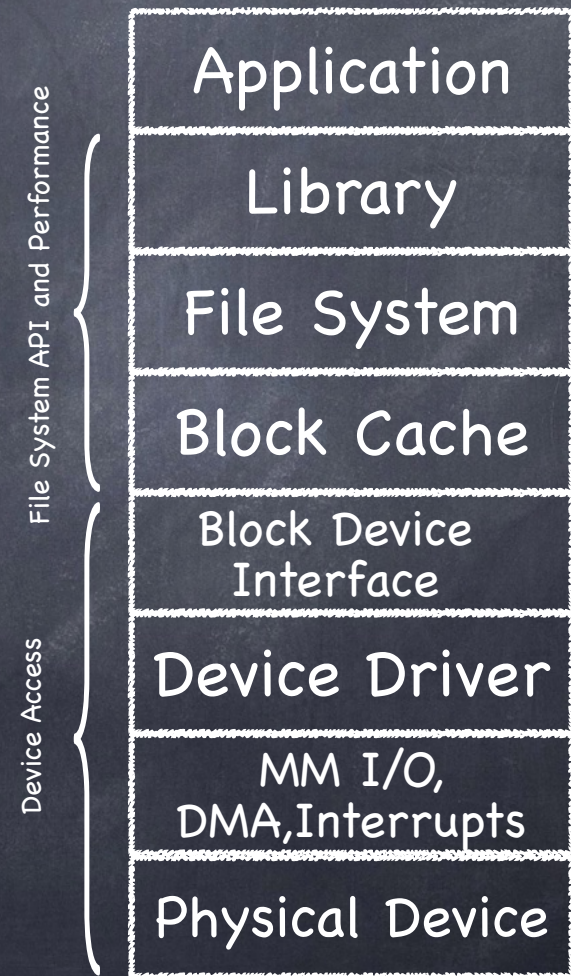 Application
Library
File System
Block Cache
Block Device
Interface
Device Driver
MM I/O,
DMA,Interrupts
Physical Device
File System API and Performance
Device Access